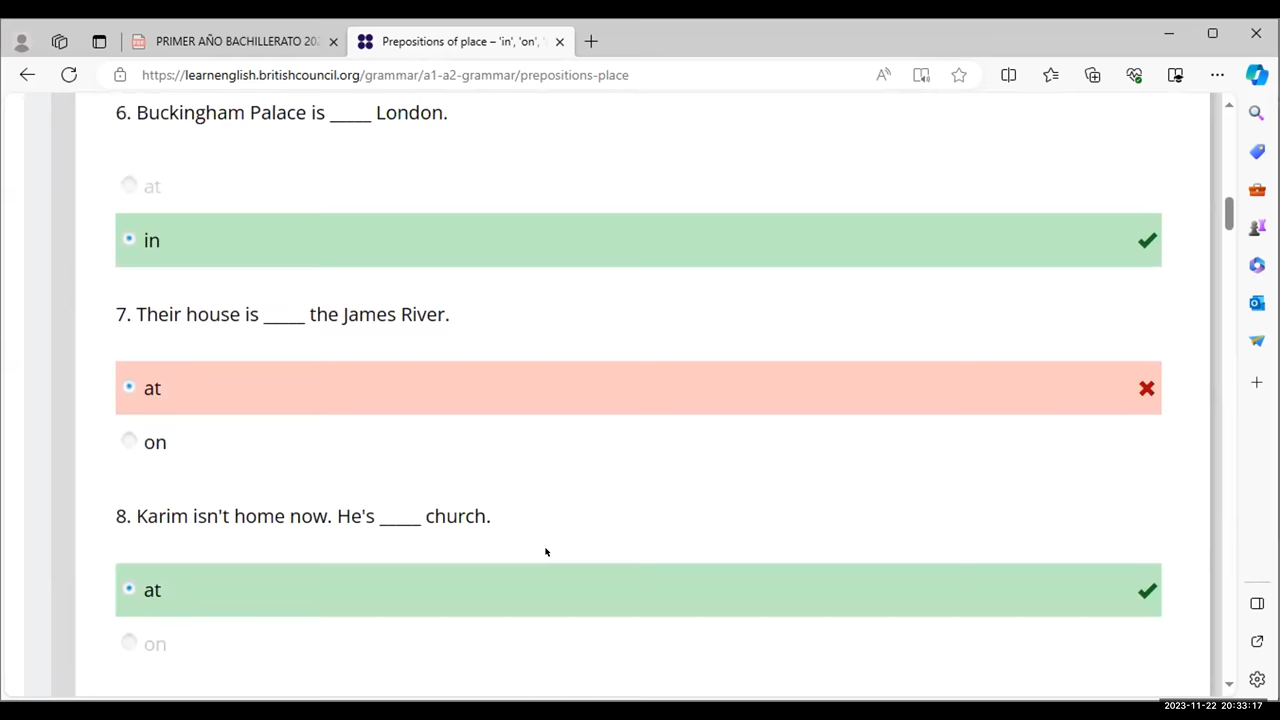 PRIMER AÑO BACHILLERATO 202
Prepositions of place – 'in', 'on', '
https://learnenglish.britishcouncil.org/grammar/a1-a2-grammar/prepositions-place
6. Buckingham Palace is _____ London.
at
in
7. Their house is _____ the James River.
at
on
8. Karim isn't home now. He's _____ church.
at
on
2023-11-22 20:33:17